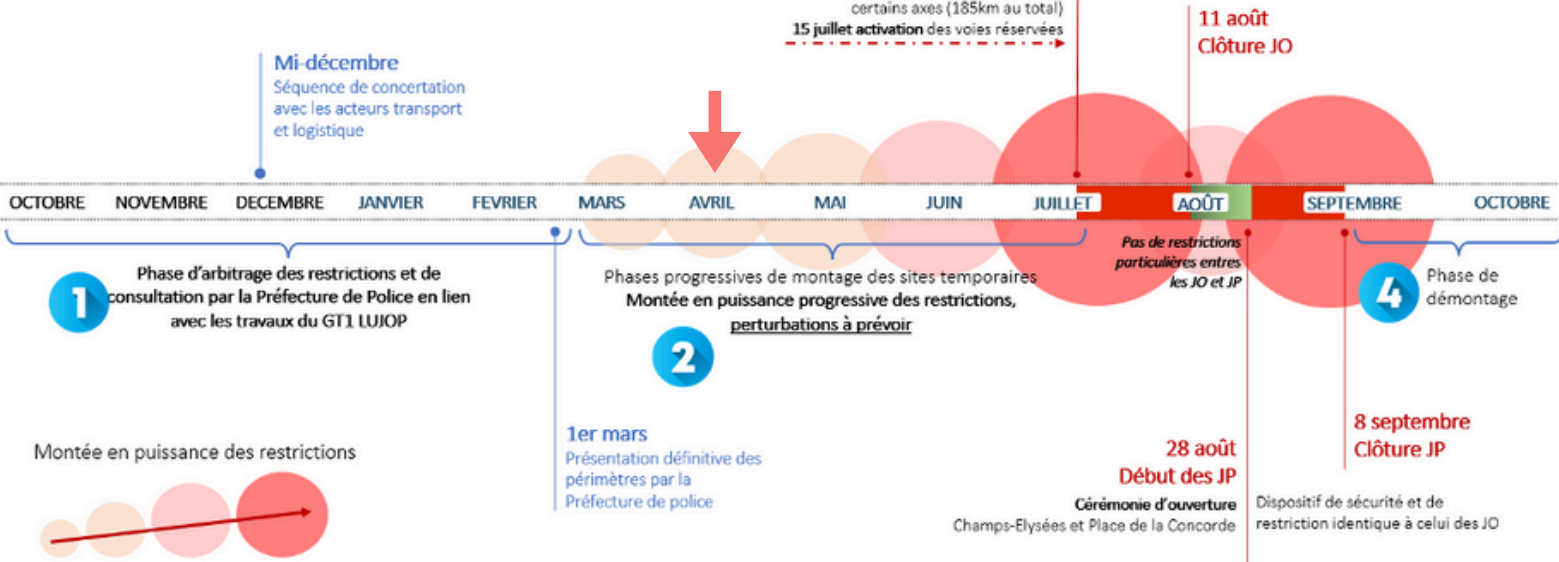 certains axes (185km au total)
15 juillet activation des voies réservées
11 août
Clôture JO
Mi-décembre
Séquence de concertation
avec les acteurs transport
et logistique
OCTOBRE NOVEMBRE DECEMBRE JANVIER FEVRIER MARS AVRIL MAI JUIN JUILLET AOÛT SEPTEMBRE OCTOBRE
1
Phase d'arbitrage des restrictions et de
consultation par la Préfecture de Police en lien
avec les travaux du GT1 LUJOP
Phases progressives de montage des sites temporaires
Montée en puissance progressive des restrictions,
perturbations à prévoir
2
Pas de restrictions
particulières entres
les JO et JP
4
Phase de
démontage
1er mars
Présentation définitive des
périmètres par la
Préfecture de police
28 août
Début des JP
Cérémonie d'ouverture
Champs-Elysées et Place de la Concorde
8 septembre
Clôture JP
Dispositif de sécurité et de
restriction identique à celui des JO
Montée en puissance des restrictions